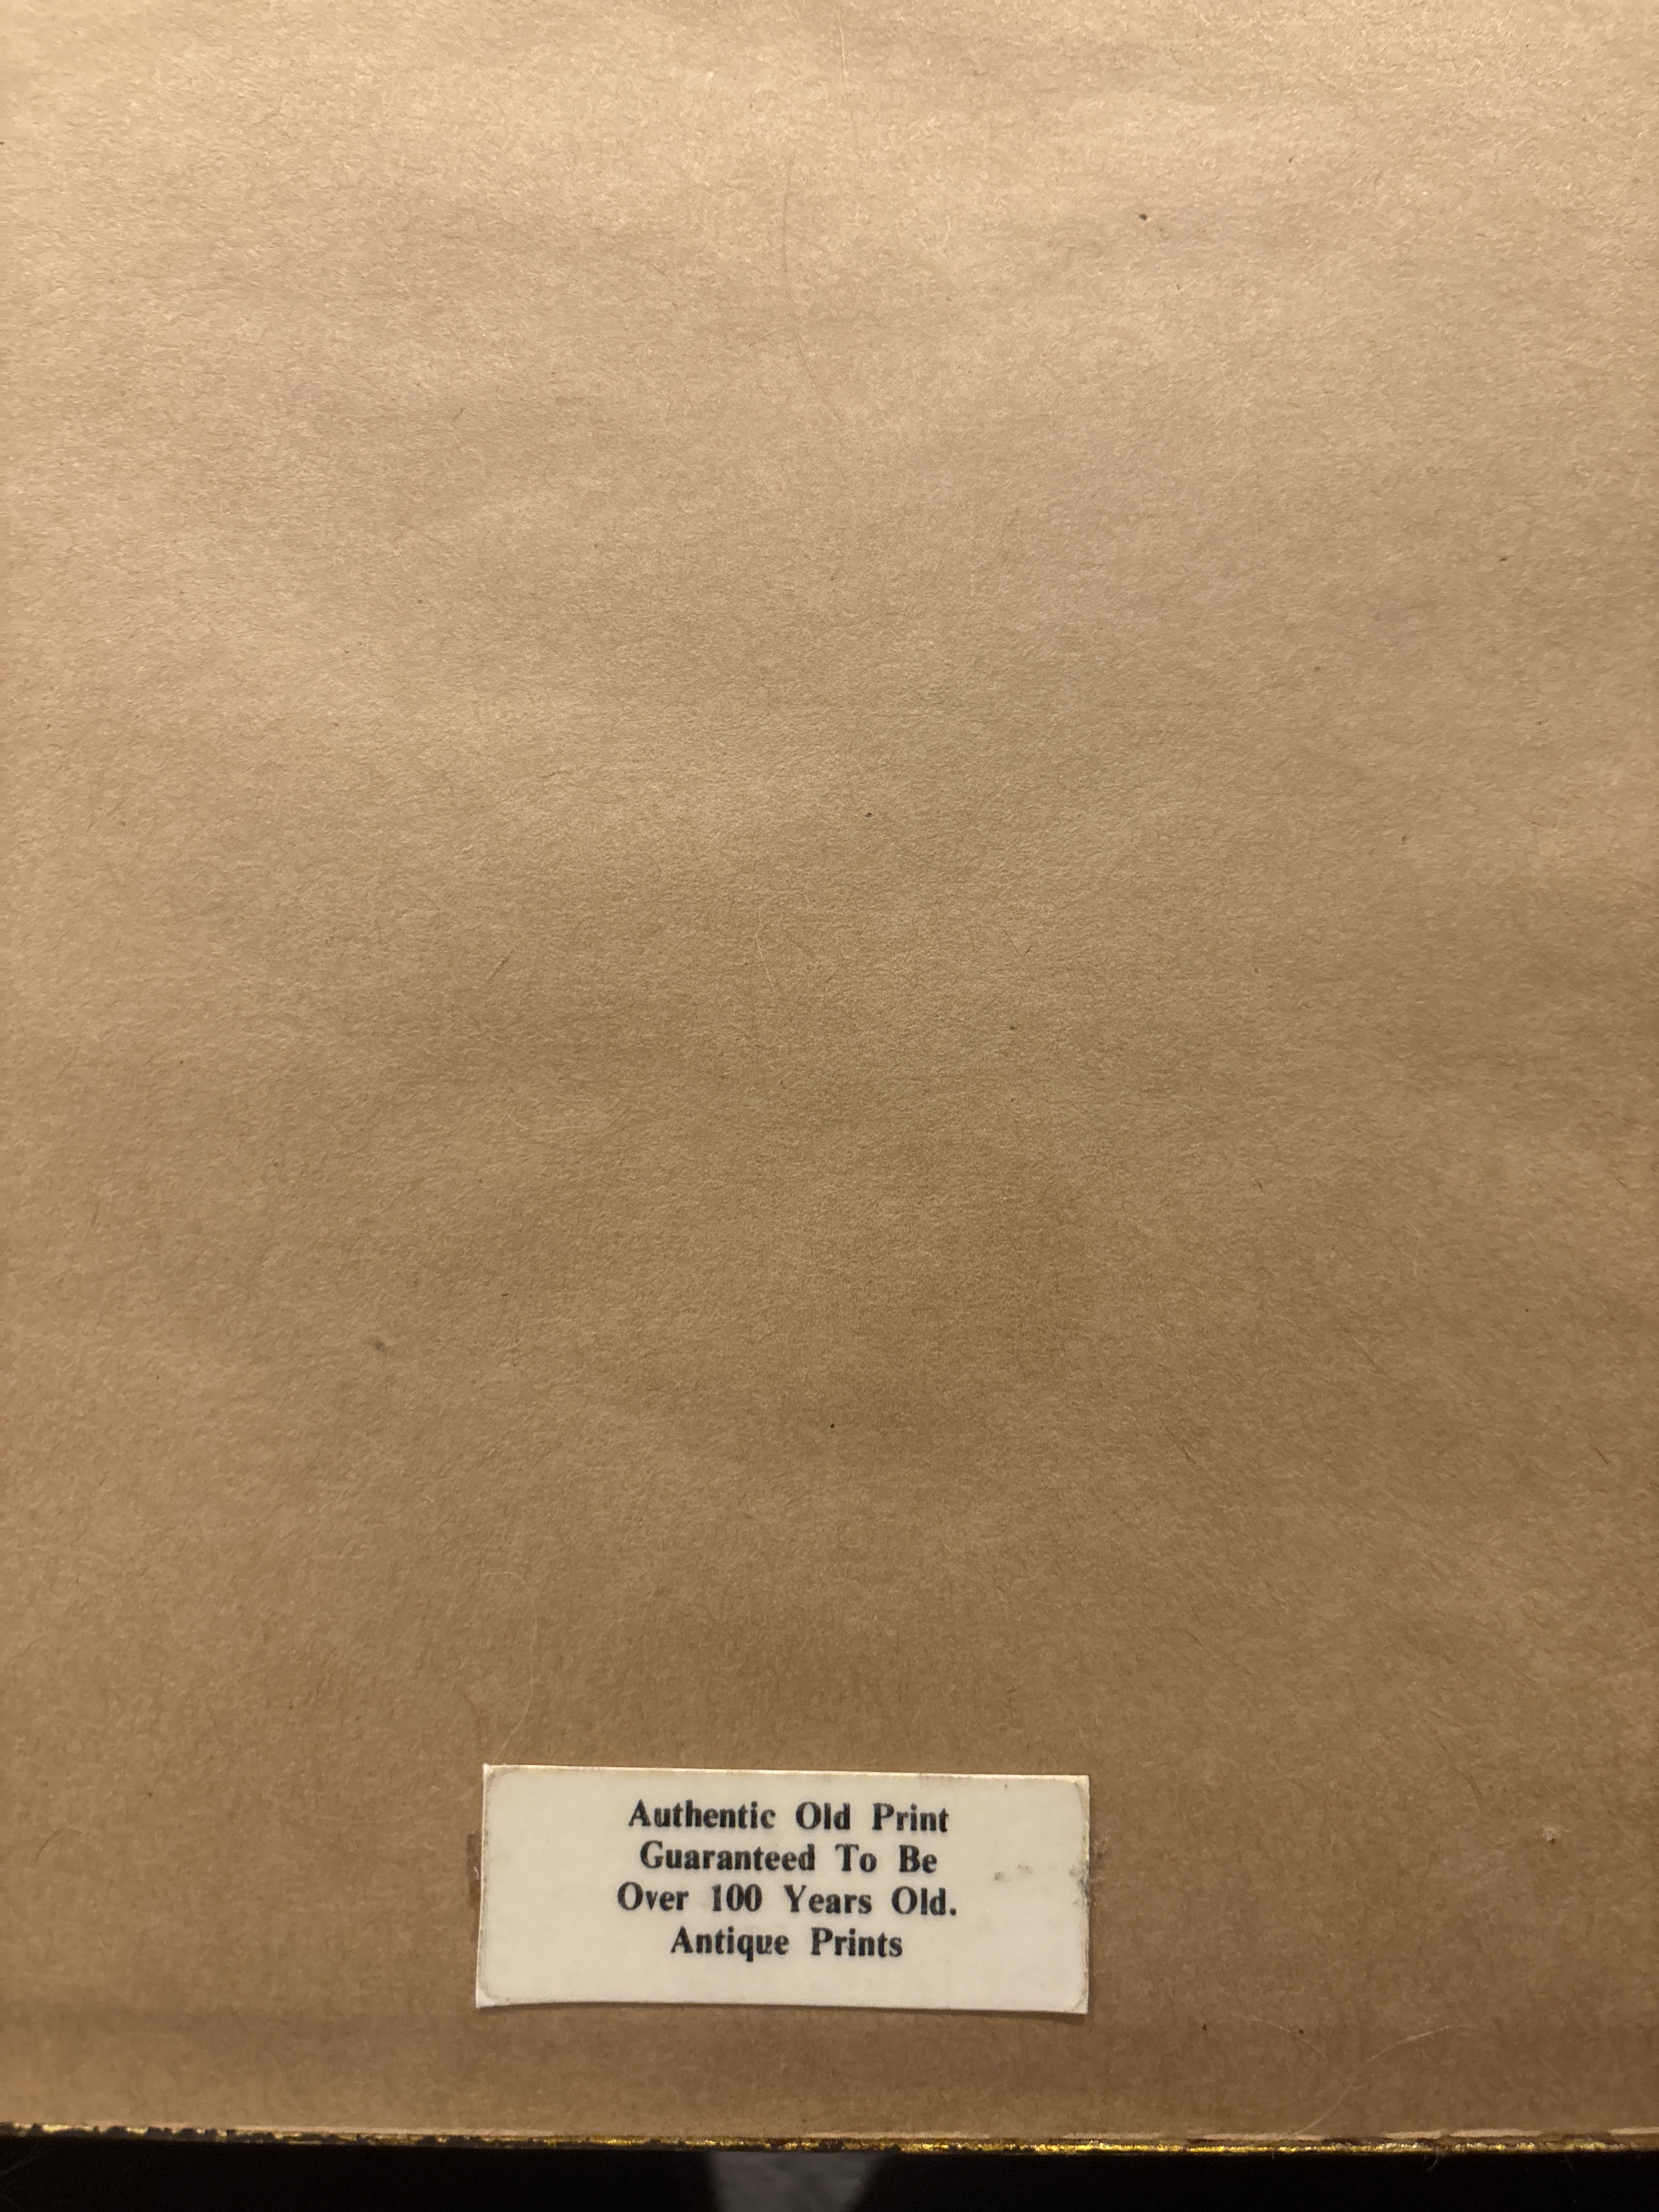 Authentic Old Print
Guaranteed To Be
Over 100 Years Old.
Antique Prints